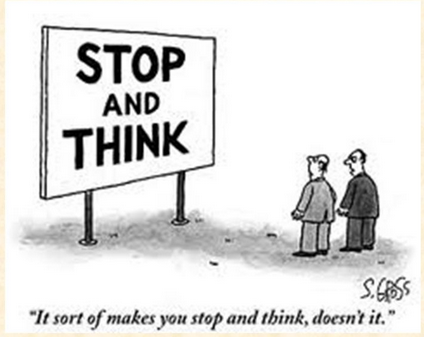 STOP
AND
THINK
S. GROSS
"It sort of makes you stop and think, doesn't it."